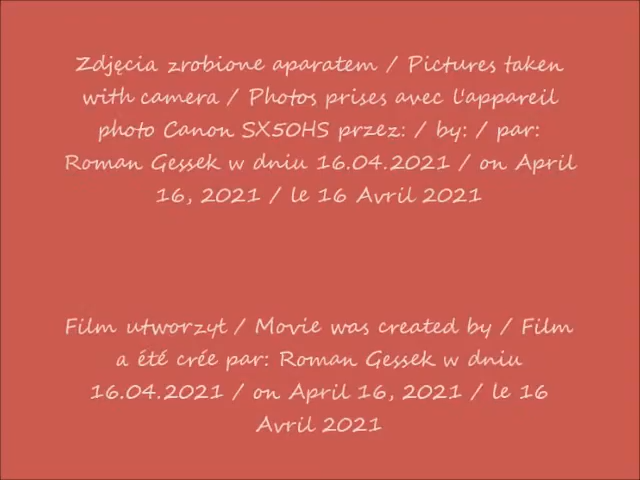 Zdjęcia zrobione aparatem / Pictures taken
with camera / Photos prises avec l'appareil
photo Canon SX50HS przez: / by: / par:
Roman Gessek w dniu 16.04.2021 / on April
16, 2021 / le 16 Avril 2021
Film utworzył / Movie was created by / Film
a été crée par: Roman Gessek w dniu
16.04.2021 / on April 16, 2021 / le 16
Avril 2021